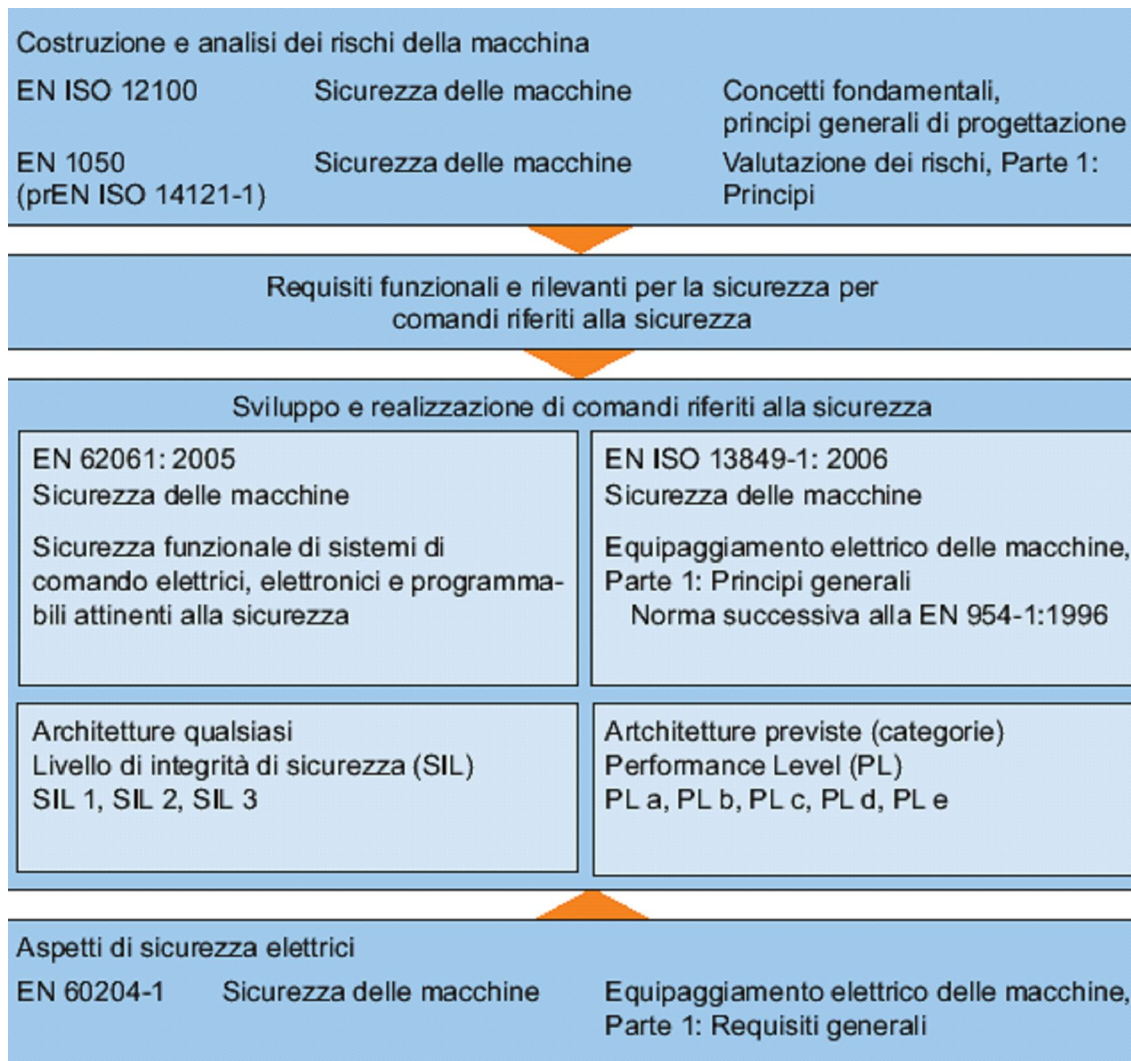 Costruzione e analisi dei rischi della macchina
EN ISO 12100 Sicurezza delle macchine Concetti fondamentali,
principi generali di progettazione
EN 1050 Sicurezza delle macchine Valutazione dei rischi, Parte 1:
(prEN ISO 14121-1) Principi
Requisiti funzionali e rilevanti per la sicurezza per
comandi riferiti alla sicurezza
Sviluppo e realizzazione di comandi riferiti alla sicurezza
EN 62061: 2005
Sicurezza delle macchine
Sicurezza funzionale di sistemi di
comando elettrici, elettronici e programma-
bili attinenti alla sicurezza
EN ISO 13849-1: 2006
Sicurezza delle macchine
Equipaggiamento elettrico delle macchine,
Parte 1: Principi generali
Norma successiva alla EN 954-1:1996
Architetture qualsiasi
Livello di integrità di sicurezza (SIL)
SIL 1, SIL 2, SIL 3
Artchitetture previste (categorie)
Performance Level (PL)
PL a, PL b, PL c, PL d, PL e
Aspetti di sicurezza elettrici
EN 60204-1 Sicurezza delle macchine Equipaggiamento elettrico delle macchine,
Parte 1: Requisiti generali